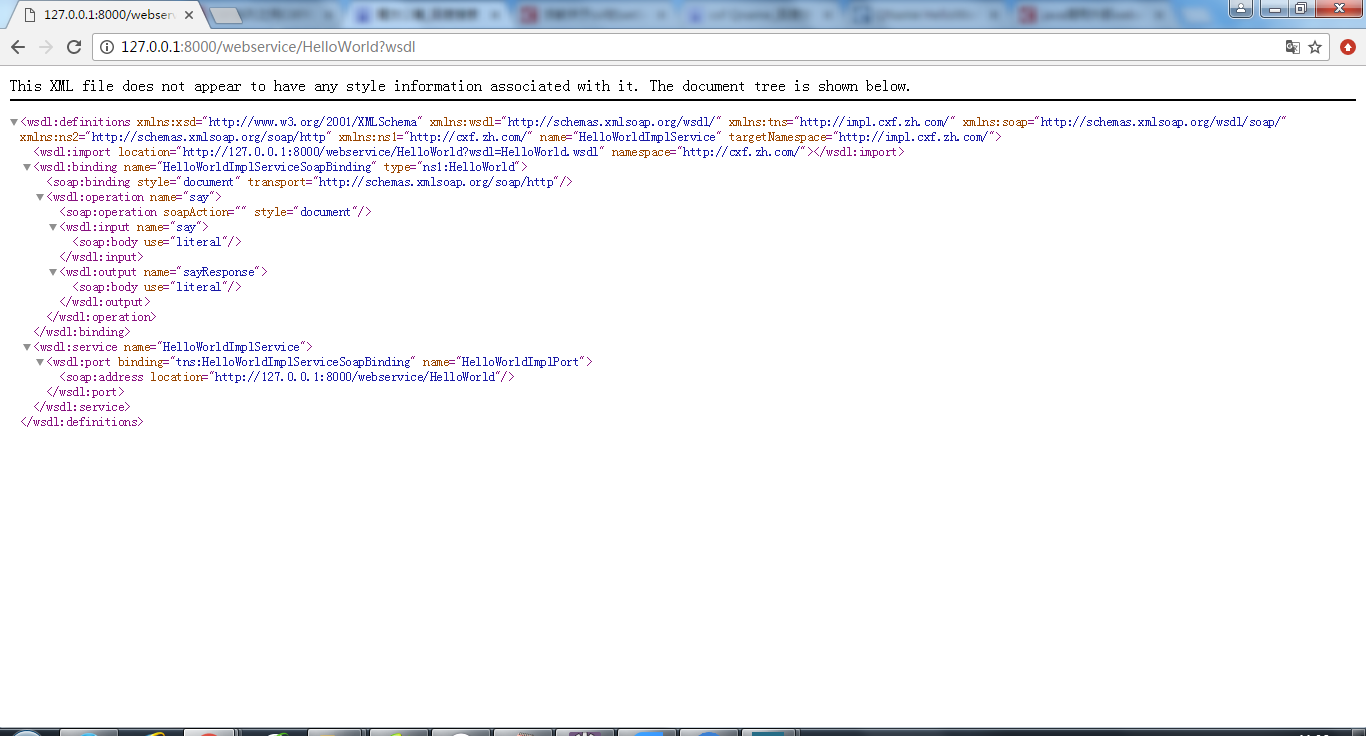 127.0.0.1:8000/webserv
127.0.0.1:8000/webservice/HelloWorld?wsdl
This XML file does not appear to have any style information associated with it. The document tree is shown below.
<wsdl:definitions xmlns:xsd="http://www.w3.org/2001/XMLSchema" xmlns:wsdl="http://schemas.xmlsoap.org/wsdl/" xmlns:tns="http://impl.cxf.zh.com/" xmlns:soap="http://schemas.xmlsoap.org/wsdl/soap/"
xmlns:ns2="http://schemas.xmlsoap.org/soap/http" xmlns:ns1="http://cxf.zh.com/" name="HelloWorldImplService" targetNamespace="http://impl.cxf.zh.com/">
<wsdl:import location="http://127.0.0.1:8000/webservice/HelloWorld?wsdl=HelloWorld.wsdl" namespace="http://cxf.zh.com/"></wsdl:import>
<wsdl:binding name="HelloWorldImplServiceSoapBinding" type="ns1:HelloWorld">
<soap:binding style="document" transport="http://schemas.xmlsoap.org/soap/http"/>
<wsdl:operation name="say">
<soap:operation soapAction="" style="document"/>
<wsdl:input name="say">
<soap:body use="literal"/>
</wsdl:input>
<wsdl:output name="sayResponse">
<soap:body use="literal"/>
</wsdl:output>
</wsdl:operation>
</wsdl:binding>
<wsdl:service name="HelloWorldImplService">
<wsdl:port binding="tns:HelloWorldImplServiceSoapBinding" name="HelloWorldImplPort">
<soap:address location="http://127.0.0.1:8000/webservice/HelloWorld"/>
</wsdl:port>
</wsdl:service>
</wsdl:definitions>